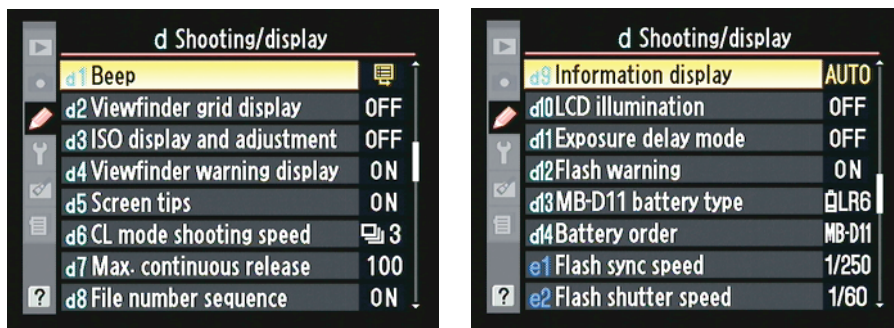 d Shooting/display
d1 Beep
d2 Viewfinder grid display OFF
d3 ISO display and adjustment OFF
d4 Viewfinder warning display ON
d5 Screen tips ON
d6 CL mode shooting speed 3
d7 Max. continuous release 100
d8 File number sequence ON
?
d Shooting/display
d9 Information display AUTO
d10 LCD illumination OFF
d11 Exposure delay mode OFF
d12 Flash warning ON
d13 MB-D11 battery type LR6
d14 Battery order MB-D11
e1 Flash sync speed 1/250
e2 Flash shutter speed 1/60
?